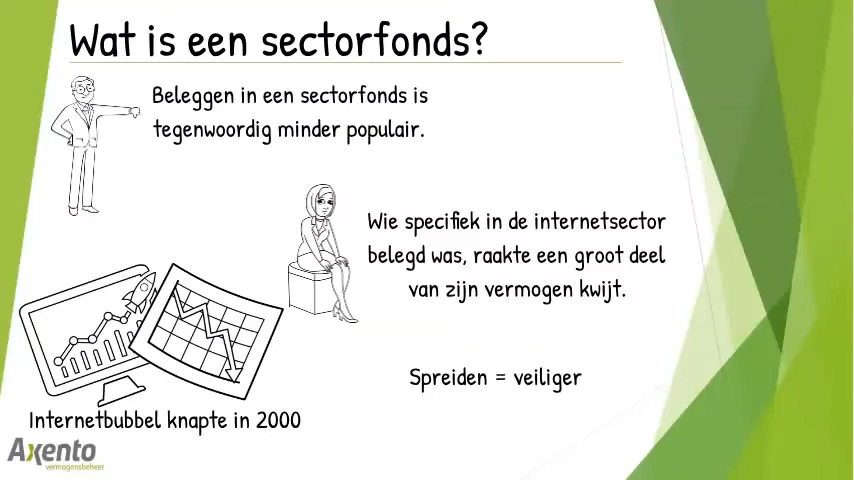 Wat is een sectorfonds?
Beleggen in een sectorfonds is
tegenwoordig minder populair.
Wie specifiek in de internetsector
belegd was, raakte een groot deel
van zijn vermogen kwijt.
Spreiden = veiliger
Internetbubbel knapte in 2000
Axento
vermogensbeheer